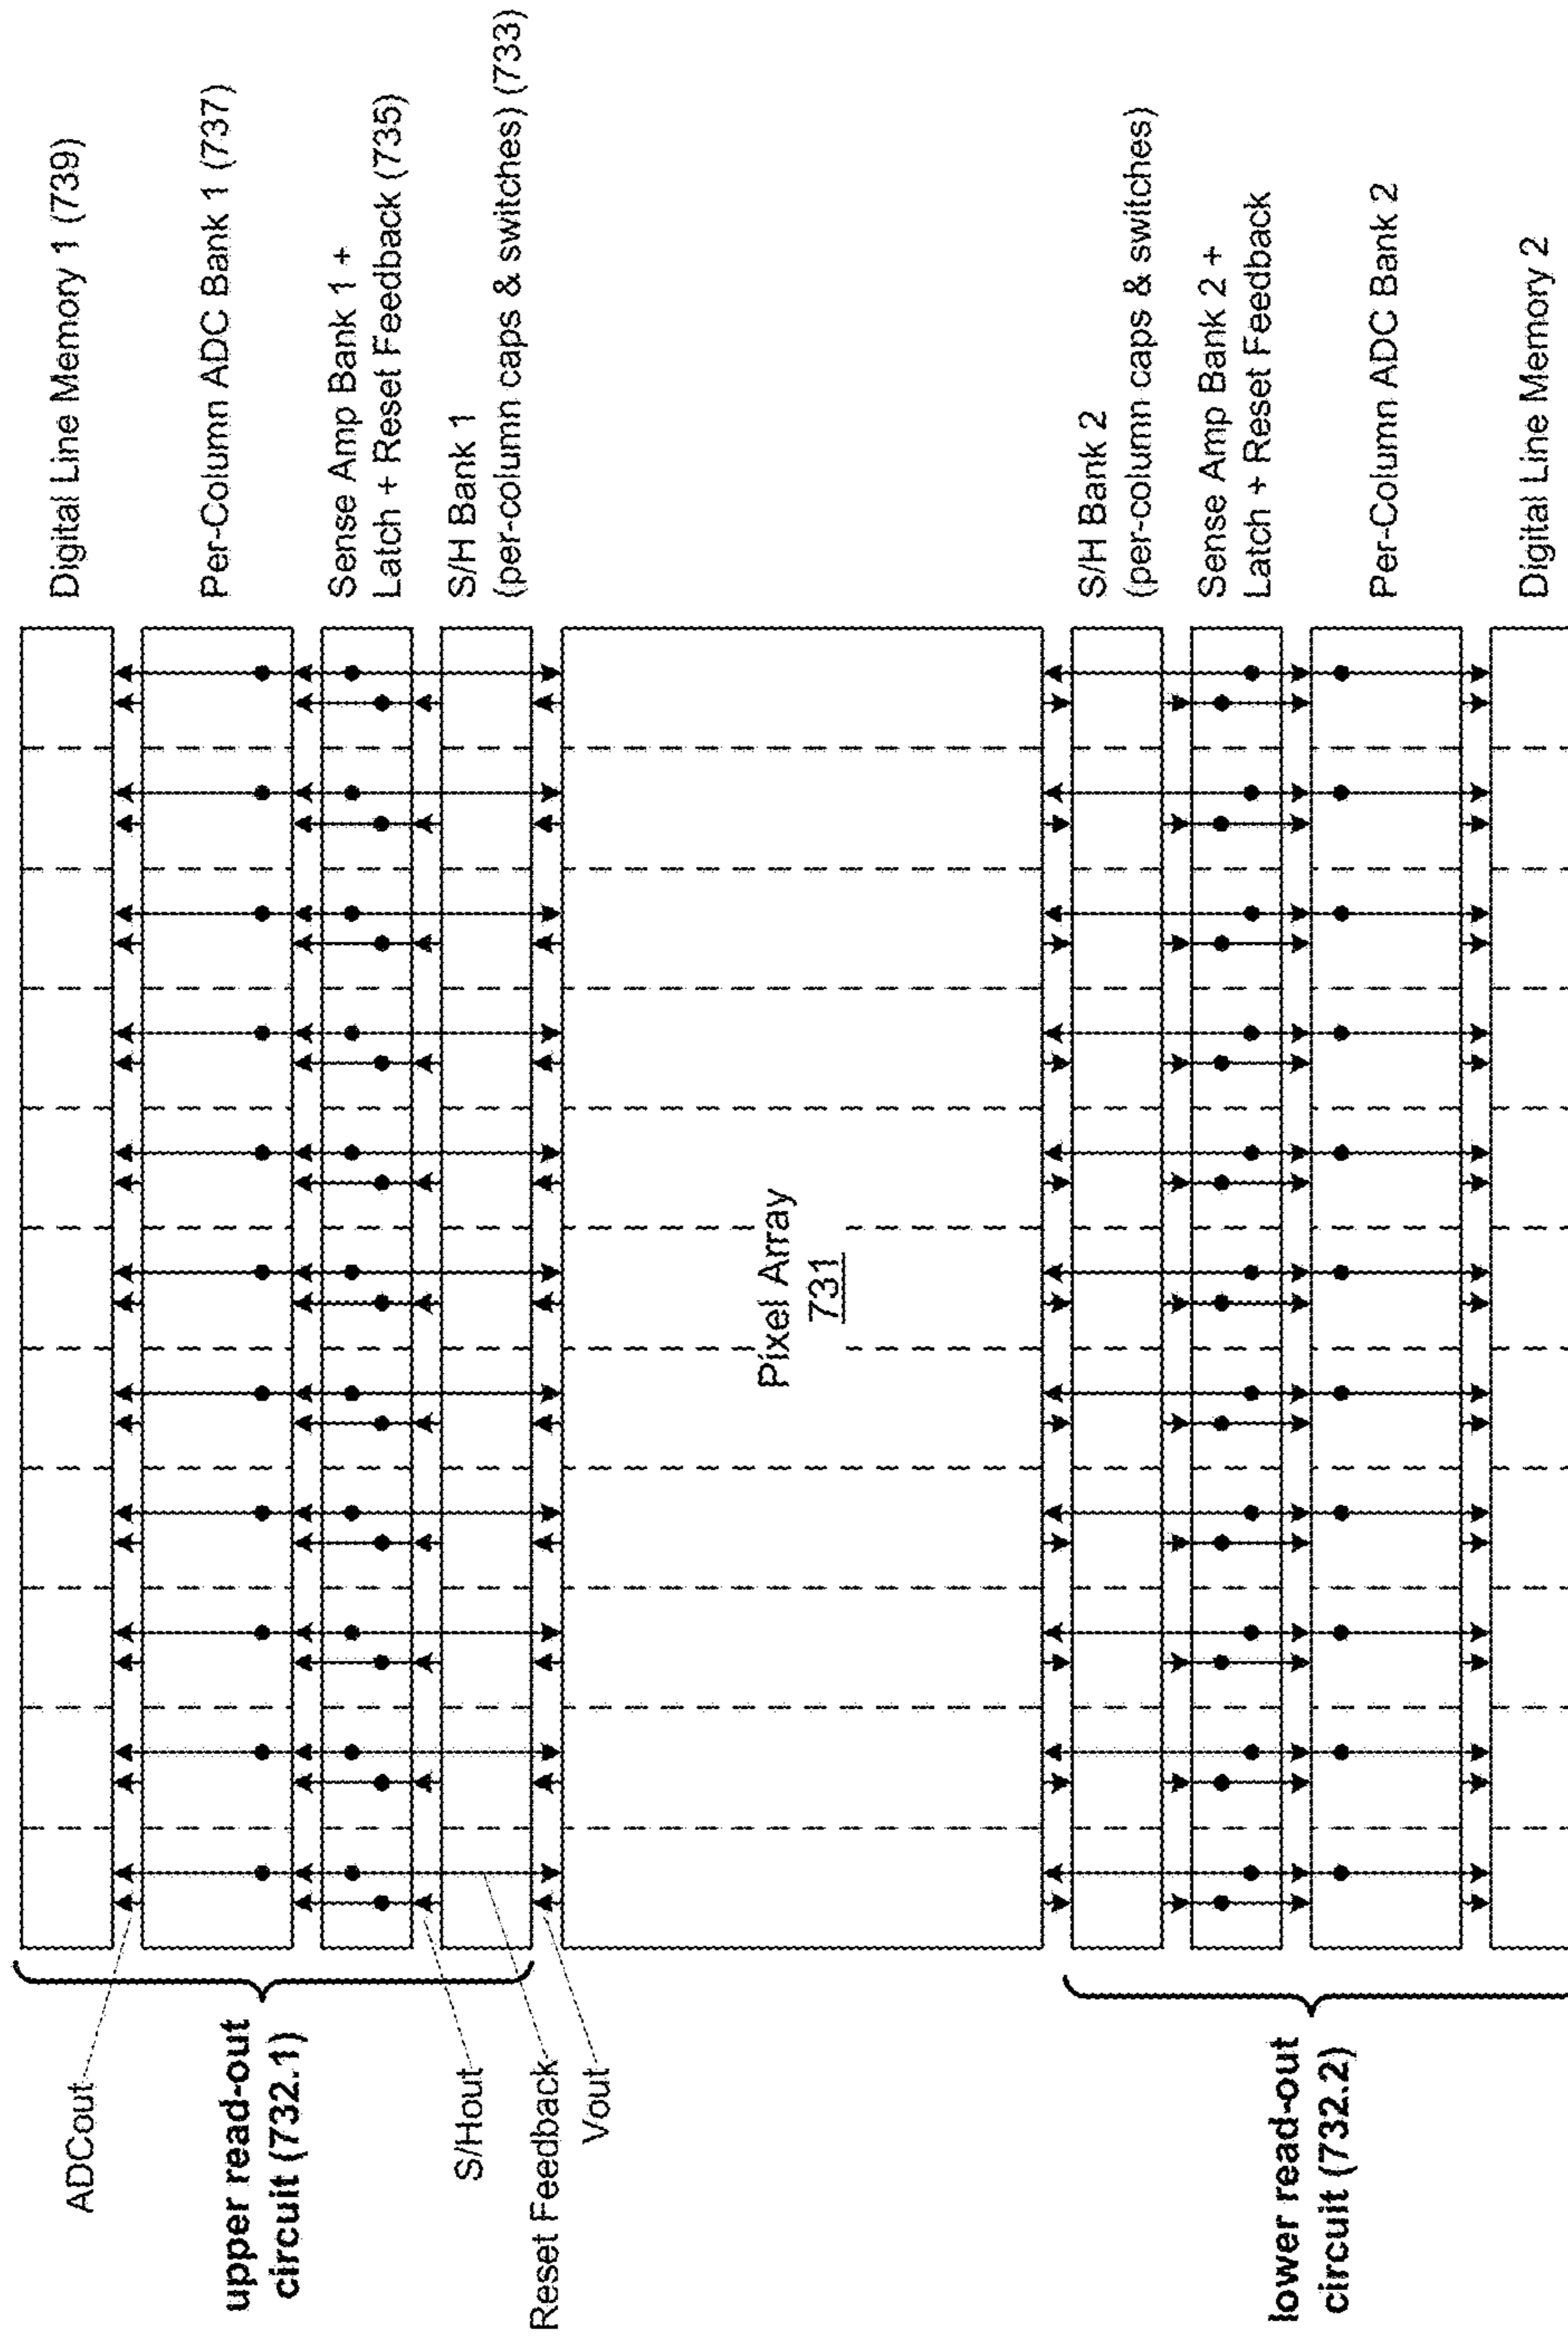 ADCout
upper read-out
circuit (732.1)
S/Hout
Reset Feedback
Vout
lower read-out
circuit (732.2)
Pixel Array
731
Digital Line Memory 1 (739)
Per-Column ADC Bank 1 (737)
Sense Amp Bank 1 +
Latch + Reset Feedback (735)
S/H Bank 1
(per-column caps & switches) (733)
S/H Bank 2
(per-column caps & switches)
Sense Amp Bank 2 +
Latch + Reset Feedback
Per-Column ADC Bank 2
Digital Line Memory 2